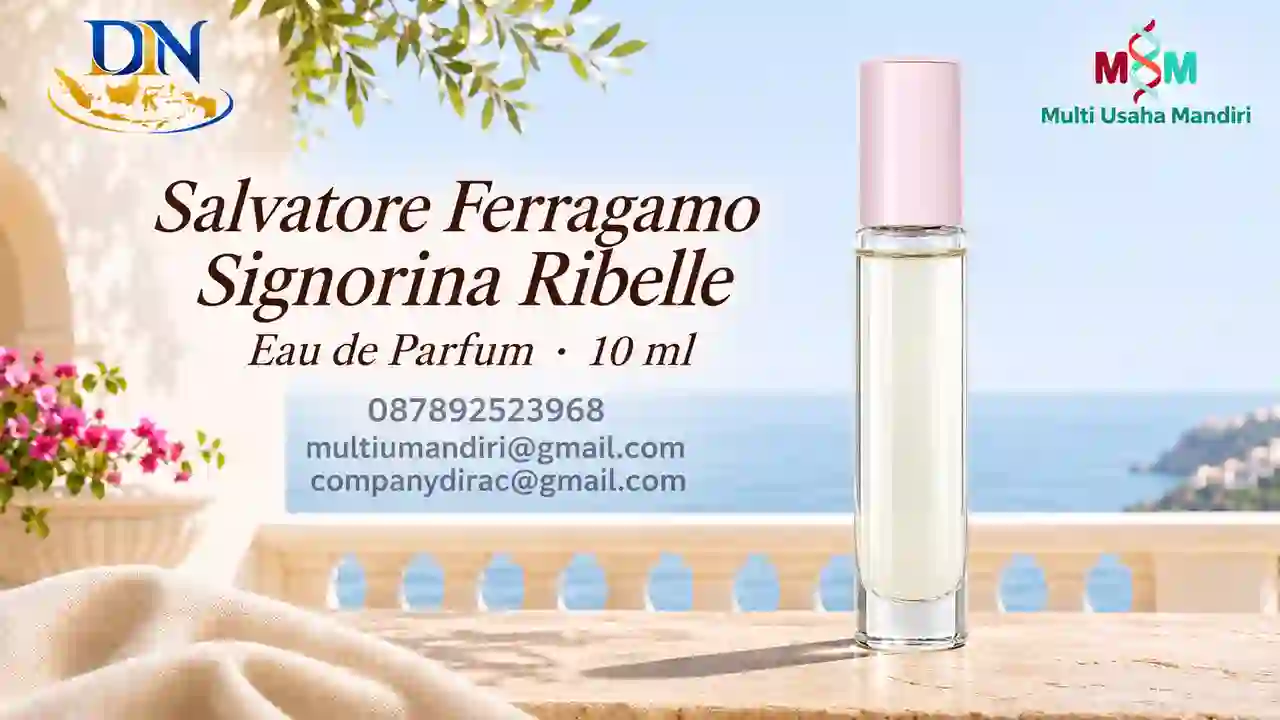 DN
MSM
Multi Usaha Mandiri
Salvatore Ferragamo
Signorina Ribelle
Eau de Parfum · 10 ml
087892523968
multiumandiri@gmail.com
companydirac@gmail.com